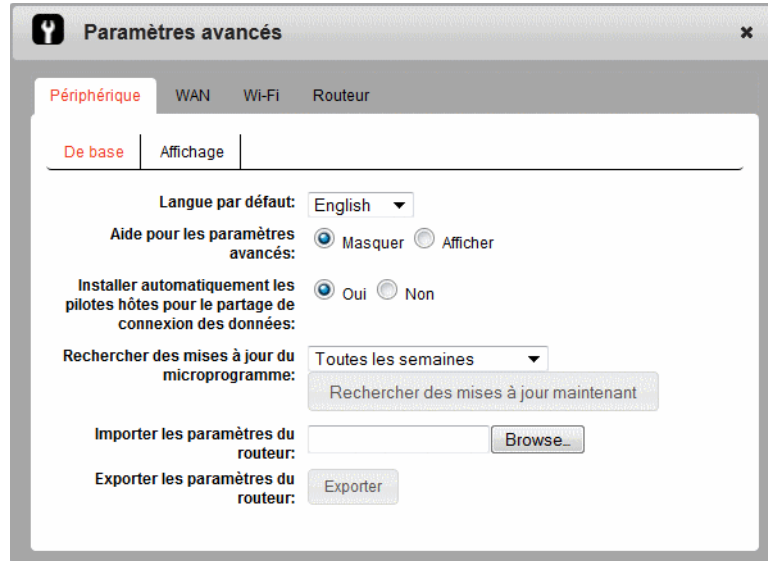 Paramètres avancés
Périphérique WAN Wi-Fi Routeur
De base Affichage
Langue par défaut: English
Aide pour les paramètres
avancés: Masquer Afficher
Installer automatiquement les
pilotes hôtes pour le partage de
connexion des données: Oui Non
Rechercher des mises à jour du
microprogramme: Toutes les semaines
Rechercher des mises à jour maintenant
Importer les paramètres du
routeur: Browse...
Exporter les paramètres du
routeur: Exporter